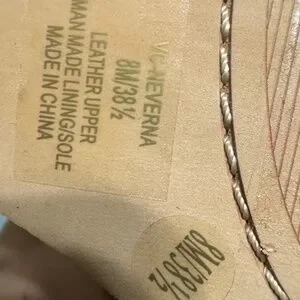 VC-NEVERNA
8M/38½
LEATHER UPPER
MAN MADE LINING/SOLE
MADE IN CHINA
8M/38½